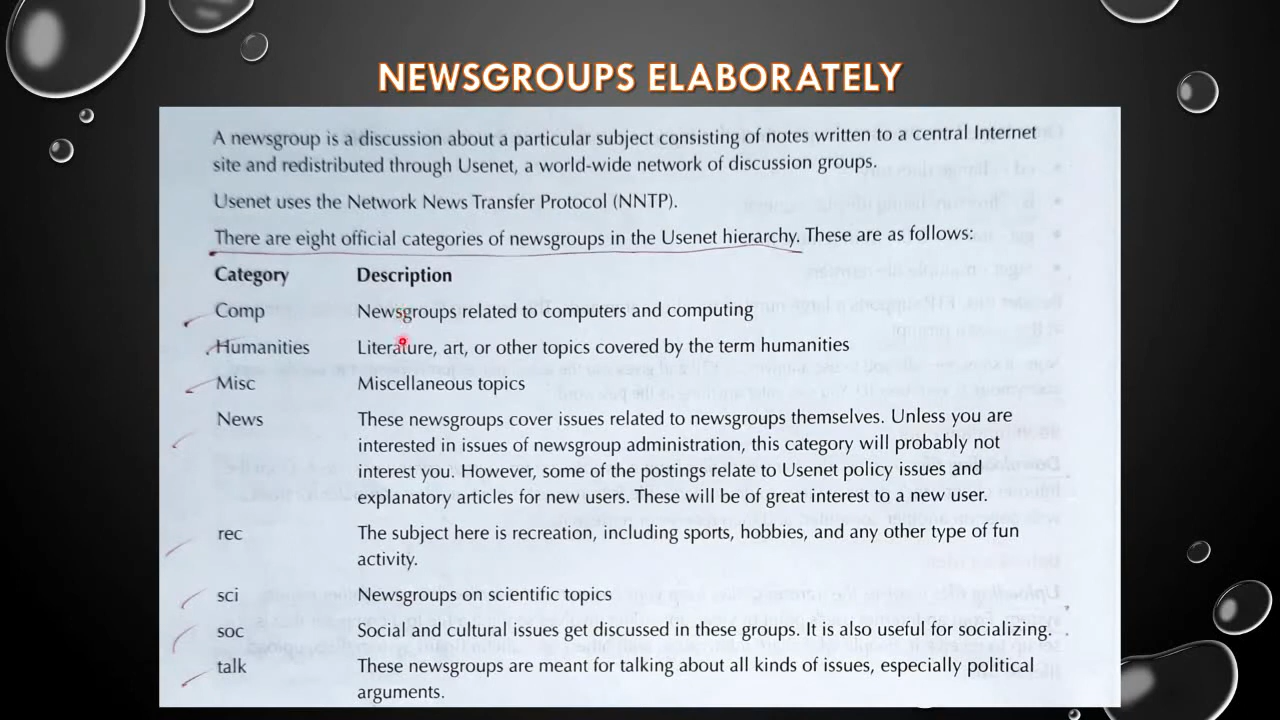 NEWSGROUPS ELABORATELY
A newsgroup is a discussion about a particular subject consisting of notes written to a central Internet
site and redistributed through Usenet, a world-wide network of discussion groups.
Usenet uses the Network News Transfer Protocol (NNTP).
There are eight official categories of newsgroups in the Usenet hierarchy. These are as follows:
Category Description
Comp Newsgroups related to computers and computing
Humanities Literature, art, or other topics covered by the term humanities
Misc Miscellaneous topics
News These newsgroups cover issues related to newsgroups themselves. Unless you are
interested in issues of newsgroup administration, this category will probably not
interest you. However, some of the postings relate to Usenet policy issues and
explanatory articles for new users. These will be of great interest to a new user.
rec The subject here is recreation, including sports, hobbies, and any other type of fun
activity.
sci Newsgroups on scientific topics
soc Social and cultural issues get discussed in these groups. It is also useful for socializing.
talk These newsgroups are meant for talking about all kinds of issues, especially political
arguments.